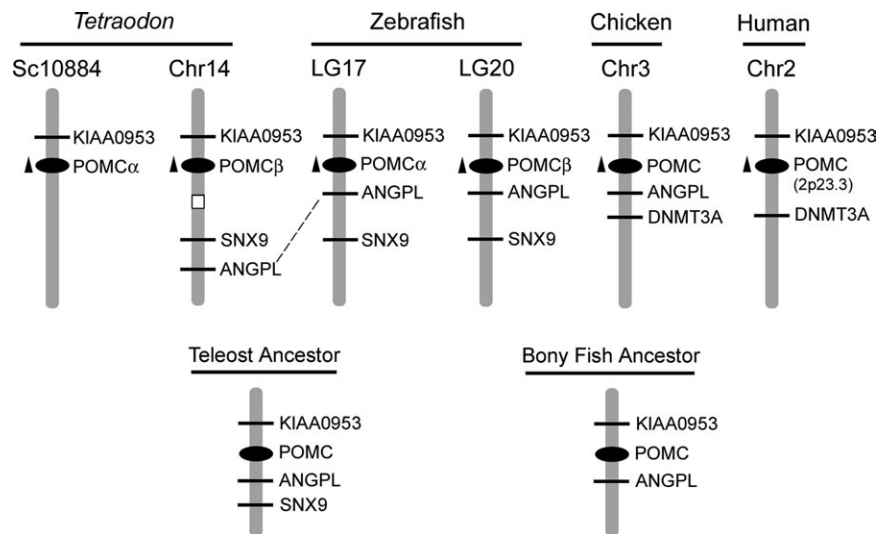 Tetraodon Zebrafish Chicken Human
Sc10884 Chr14 LG17 LG20 Chr3 Chr2
KIAA0953 KIAA0953 KIAA0953 KIAA0953 KIAA0953 KIAA0953
POMCα POMCβ POMCα POMCβ POMC POMC
(2p23.3)
ANGPL ANGPL ANGPL
DNMT3A DNMT3A
SNX9 SNX9 SNX9
ANGPL
Teleost Ancestor Bony Fish Ancestor
KIAA0953 KIAA0953
POMC POMC
ANGPL ANGPL
SNX9